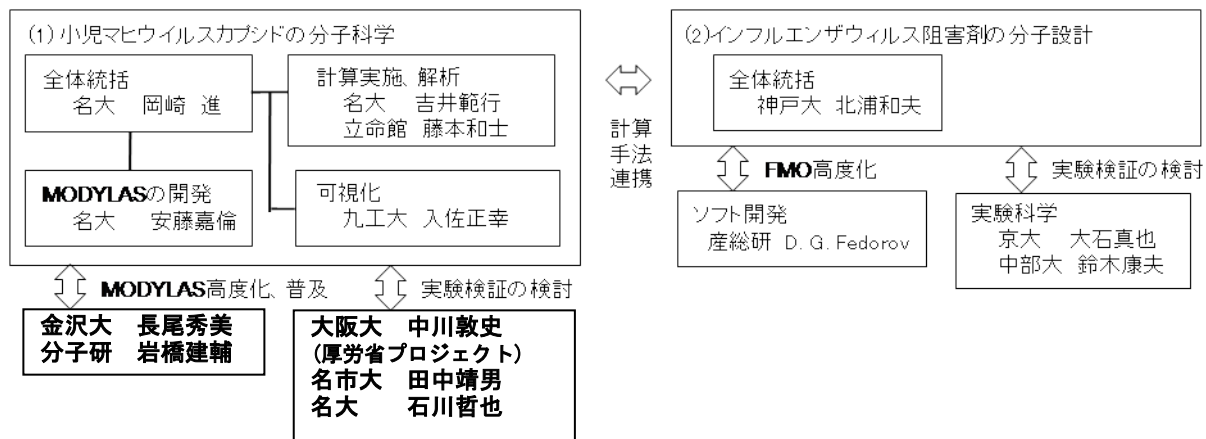 (1)小児マヒウイルスカプシドの分子科学
全体統括
名大 岡崎 進
計算実施、解析
名大 吉井範行
立命館 藤本和士
MODYLASの開発
名大 安藤嘉倫
可視化
九工大 入佐正幸
MODYLAS高度化、普及
実験検証の検討
金沢大 長尾秀美
分子研 岩橋建輔
大阪大 中川敦史
(厚労省プロジェクト)
名市大 田中靖男
名大 石川哲也
計算
手法
連携
(2)インフルエンザウィルス阻害剤の分子設計
全体統括
神戸大 北浦和夫
FMO高度化
実験検証の検討
ソフト開発
産総研 D. G. Fedorov
実験科学
京大 大石真也
中部大 鈴木康夫